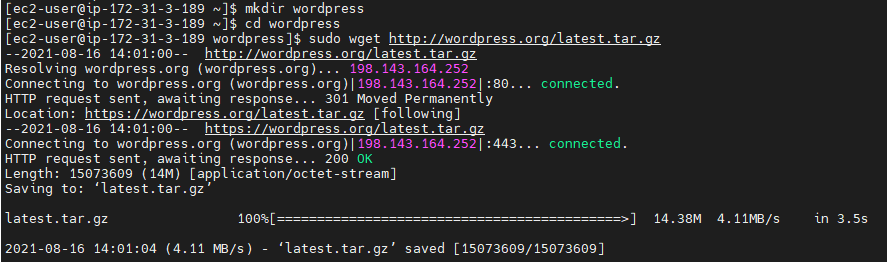 [ec2-user@ip-172-31-3-189 ~]$ mkdir wordpress
[ec2-user@ip-172-31-3-189 ~]$ cd wordpress
[ec2-user@ip-172-31-3-189 wordpress]$ sudo wget http://wordpress.org/latest.tar.gz
--2021-08-16 14:01:00--  http://wordpress.org/latest.tar.gz
Resolving wordpress.org (wordpress.org)... 198.143.164.252
Connecting to wordpress.org (wordpress.org)|198.143.164.252|:80... connected.
HTTP request sent, awaiting response... 301 Moved Permanently
Location: https://wordpress.org/latest.tar.gz [following]
--2021-08-16 14:01:00--  https://wordpress.org/latest.tar.gz
Connecting to wordpress.org (wordpress.org)|198.143.164.252|:443... connected.
HTTP request sent, awaiting response... 200 OK
Length: 15073609 (14M) [application/octet-stream]
Saving to: ‘latest.tar.gz’
latest.tar.gz                100%[===========================================>]  14.38M  4.11MB/s    in 3.5s
2021-08-16 14:01:04 (4.11 MB/s) - ‘latest.tar.gz’ saved [15073609/15073609]